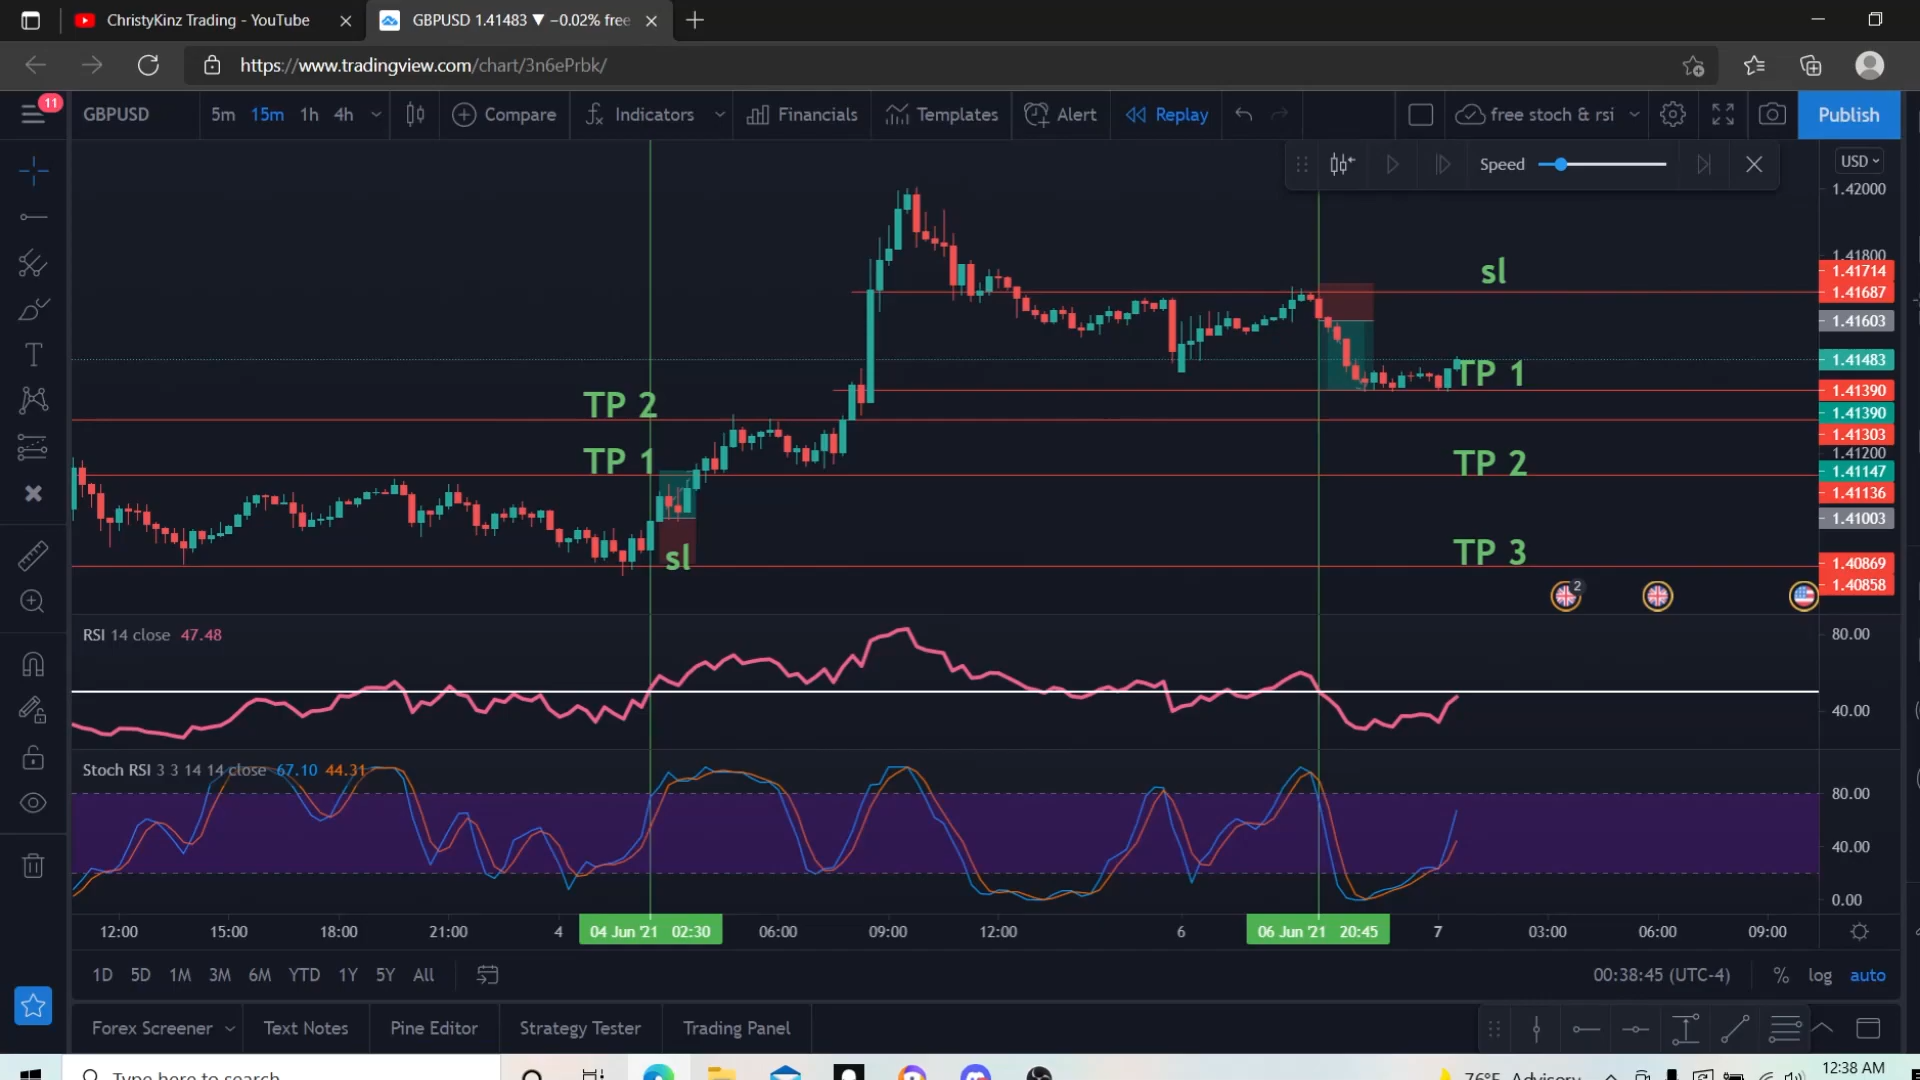 ChristyKinz Trading - YouTube
GBPUSD 1.41483 ▼ −0.02% free
https://www.tradingview.com/chart/3n6ePrbk/
11
GBPUSD 5m 15m 1h 4h Compare Indicators Financials Templates Alert Replay free stoch & rsi Publish
Speed
USD
1.42000
1.41800
1.41714
1.41687
1.41603
1.41483
1.41390
1.41390
1.41303
1.41200
1.41147
1.41136
1.41003
1.40869
1.40858
sl
TP 1
TP 2
TP 1
TP 2
sl
TP 3
2
RSI 14 close 47.48
80.00
40.00
Stoch RSI 3 3 14 14 close 67.10 44.31
80.00
40.00
0.00
12:00 15:00 18:00 21:00 4 04 Jun '21 02:30 06:00 09:00 12:00 6 06 Jun '21 20:45 7 03:00 06:00 09:00
1D 5D 1M 3M 6M YTD 1Y 5Y All
00:38:45 (UTC-4) % log auto
Forex Screener Text Notes Pine Editor Strategy Tester Trading Panel
Type here to search
76°F Advisory
12:38 AM